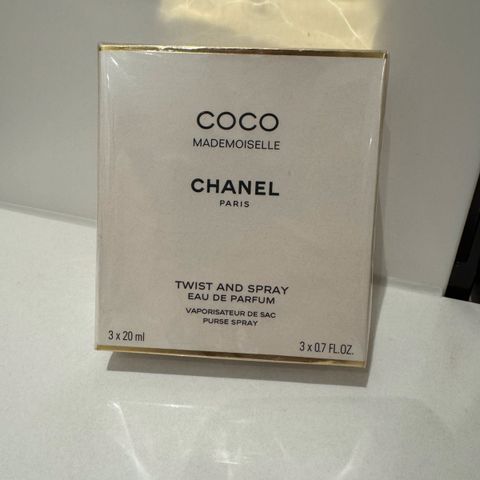 COCO
MADEMOISELLE
CHANEL
PARIS
TWIST AND SPRAY
EAU DE PARFUM
VAPORISATEUR DE SAC
PURSE SPRAY
3 x 20 ml
3 x 0.7 FL.OZ.